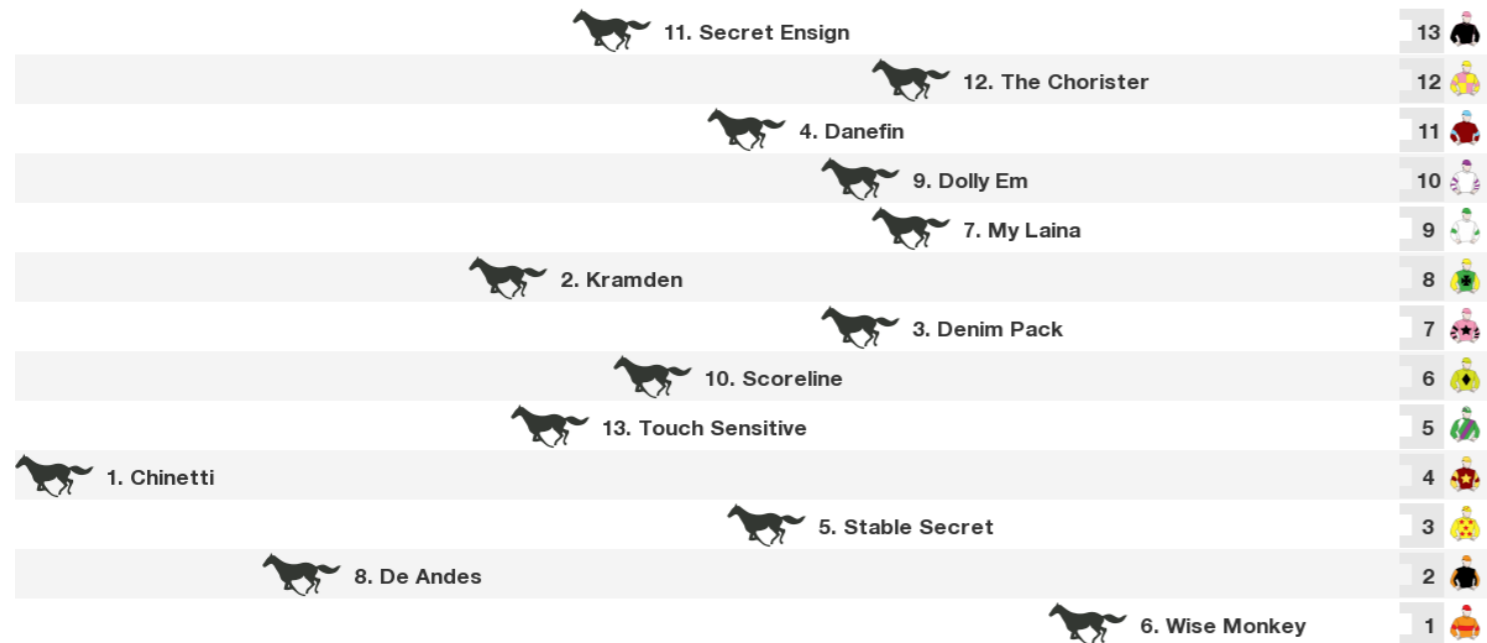 11. Secret Ensign 13
12. The Chorister 12
4. Danefin 11
9. Dolly Em 10
7. My Laina 9
2. Kramden 8
3. Denim Pack 7
10. Scoreline 6
13. Touch Sensitive 5
1. Chinetti 4
5. Stable Secret 3
8. De Andes 2
6. Wise Monkey 1